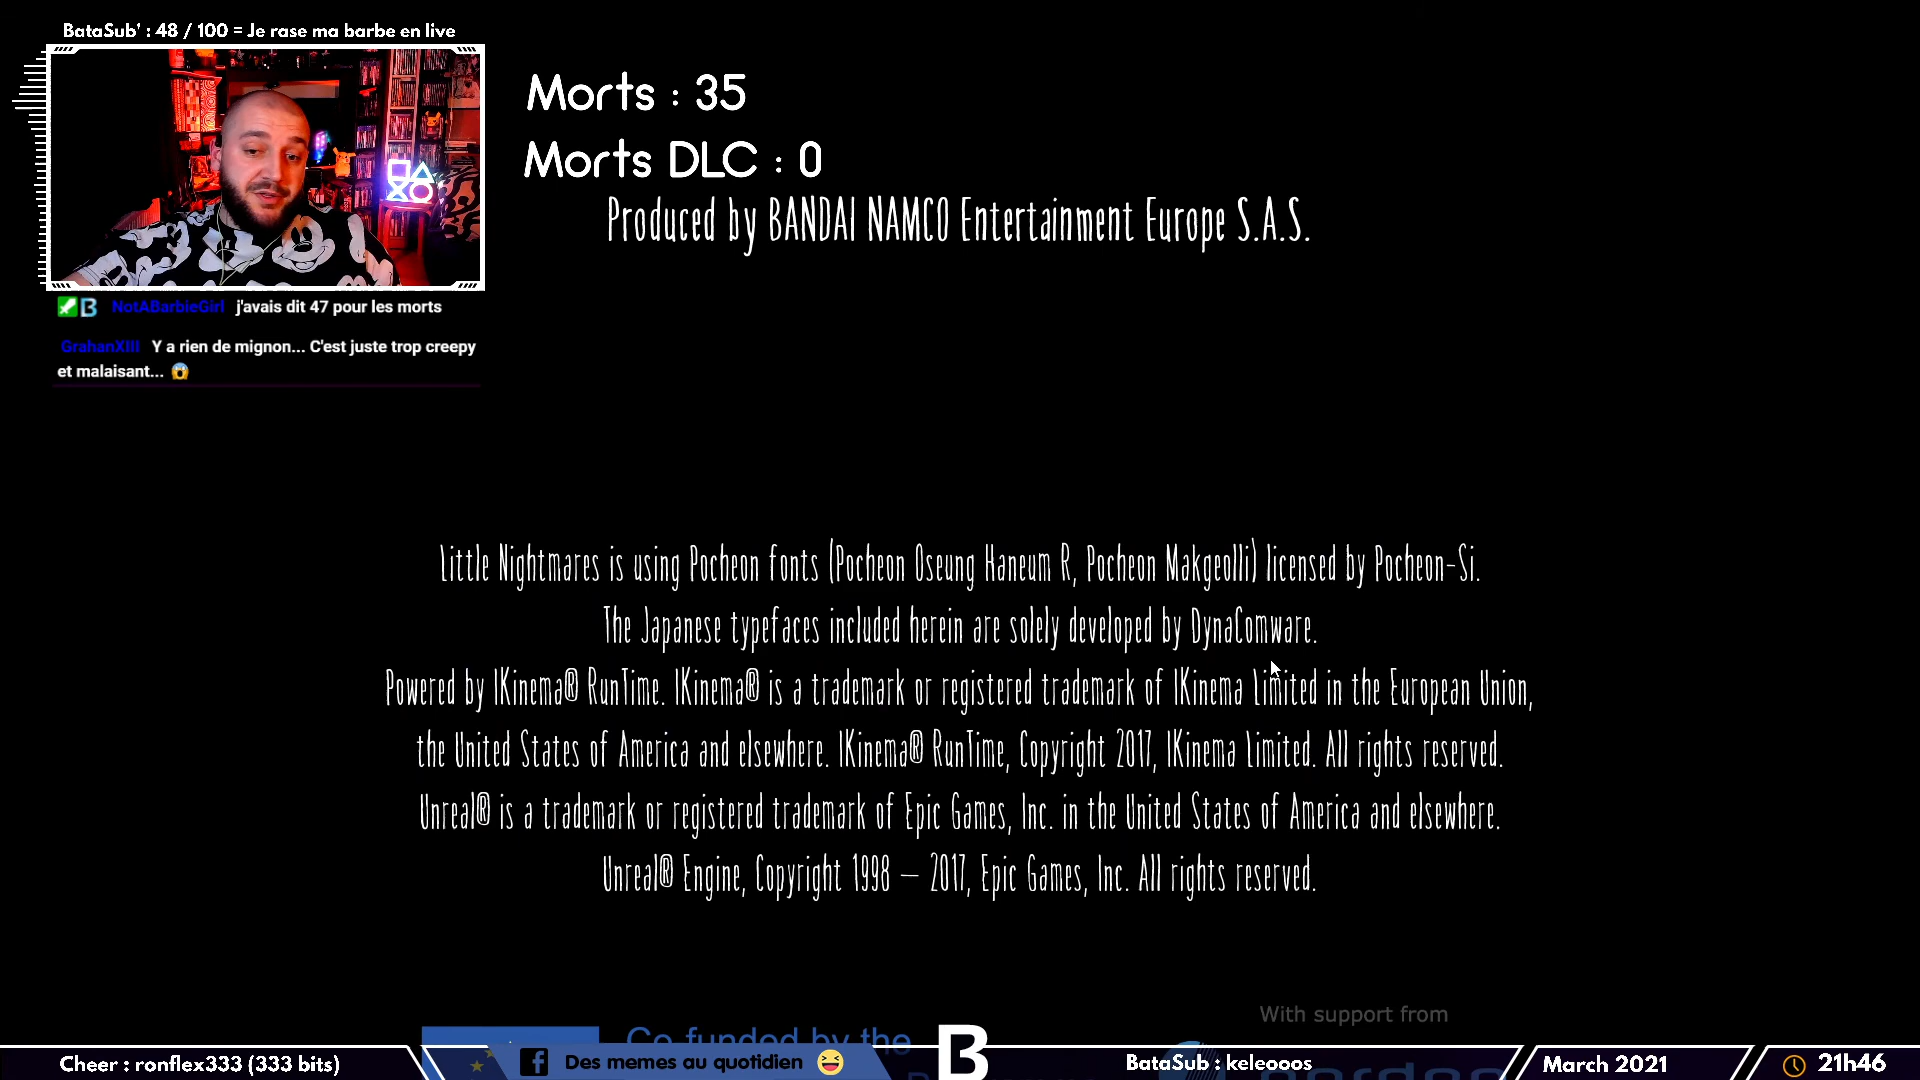 BataSub' : 48 / 100 = Je rase ma barbe en live
Morts : 35
Morts DLC : 0
Produced by BANDAI NAMCO Entertainment Europe S.A.S.
NotABarbieGirl j'avais dit 47 pour les morts
GrahanXIII Y a rien de mignon... C'est juste trop creepy
et malaisant... 😱
Little Nightmares is using Pocheon fonts (Pocheon Oseung Haneum R, Pocheon Makgeolli) licensed by Pocheon-Si.
The Japanese typefaces included herein are solely developed by DynaComware.
Powered by IKinema® RunTime. IKinema® is a trademark or registered trademark of IKinema Limited in the European Union,
the United States of America and elsewhere. IKinema® RunTime, Copyright 2017, IKinema Limited. All rights reserved.
Unreal® is a trademark or registered trademark of Epic Games, Inc. in the United States of America and elsewhere.
Unreal® Engine, Copyright 1998 – 2017, Epic Games, Inc. All rights reserved.
With support from
Co-funded by the
Cheer : ronflex333 (333 bits)
Des memes au quotidien 😆
B
BataSub : keleooos
March 2021
21h46